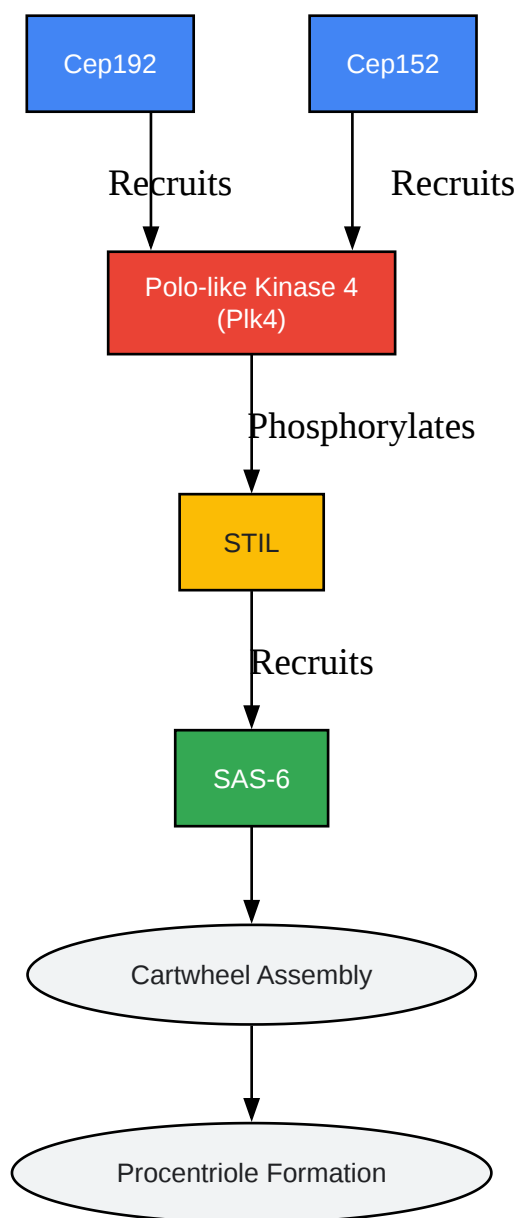 Cep192
Cep152
Recruits
Recruits
Polo-like Kinase 4
(Plk4)
Phosphorylates
STIL
Recruits
SAS-6
Cartwheel Assembly
Procentriole Formation